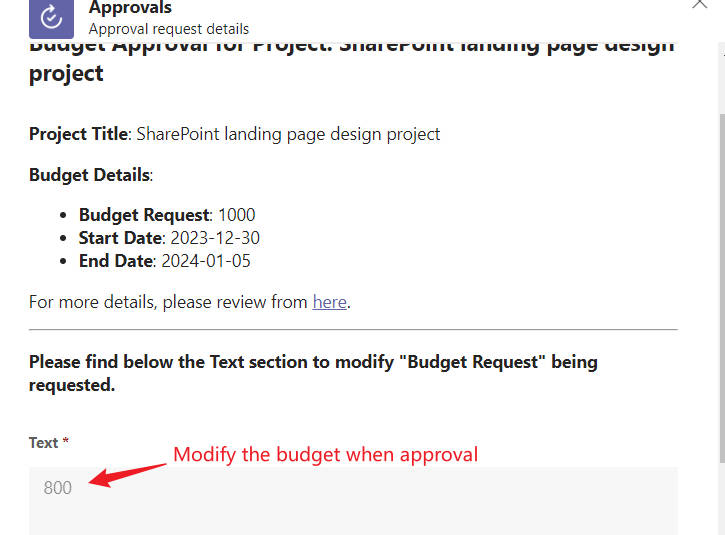 Approvals
Approval request details
Budget Approval for Project: SharePoint landing page design
project
Project Title: SharePoint landing page design project
Budget Details:
• Budget Request: 1000
• Start Date: 2023-12-30
• End Date: 2024-01-05
For more details, please review from here.
Please find below the Text section to modify "Budget Request" being
requested.
Text *
Modify the budget when approval
800